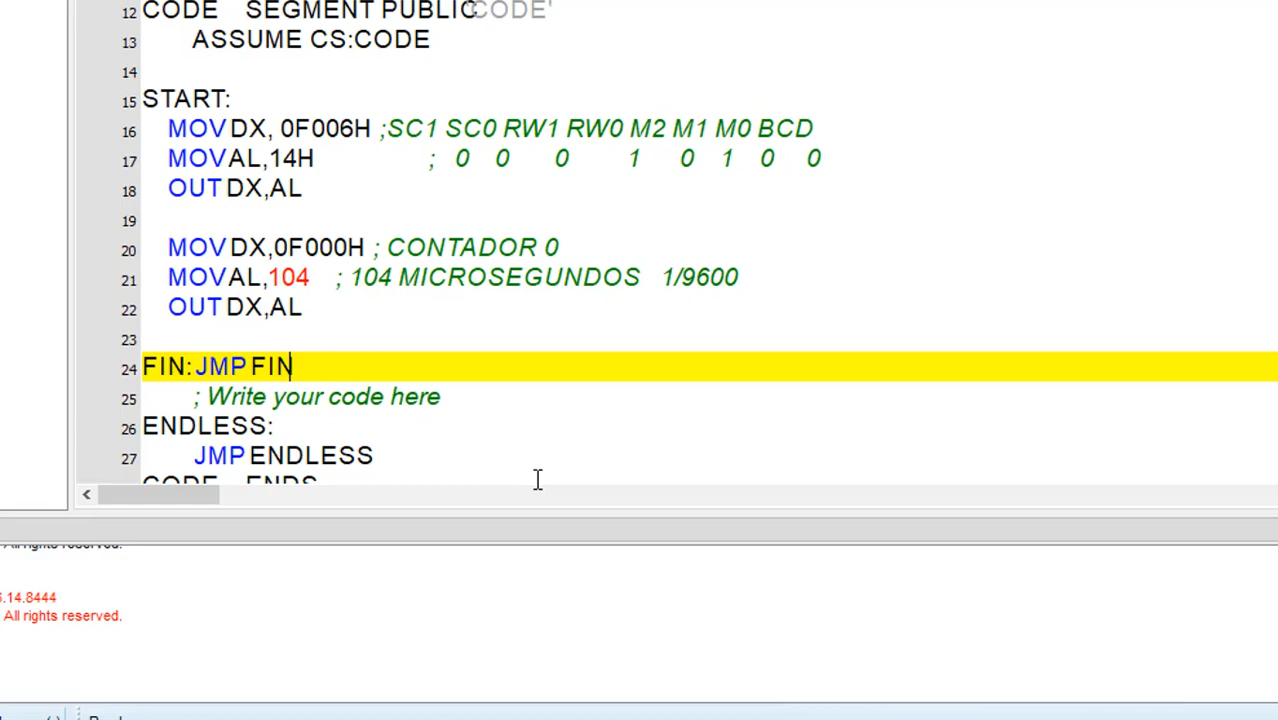 12 CODE SEGMENT PUBLIC 'CODE'
13 ASSUME CS:CODE
14
15 START:
16 MOV DX, 0F006H ;SC1 SC0 RW1 RW0 M2 M1 M0 BCD
17 MOV AL,14H ; 0 0 0 1 0 1 0 0
18 OUT DX,AL
19
20 MOV DX,0F000H ; CONTADOR 0
21 MOV AL,104 ; 104 MICROSEGUNDOS 1/9600
22 OUT DX,AL
23
24 FIN: JMP FIN
25 ; Write your code here
26 ENDLESS:
27 JMP ENDLESS
CODE ENDS
All rights reserved.
.14.8444
All rights reserved.